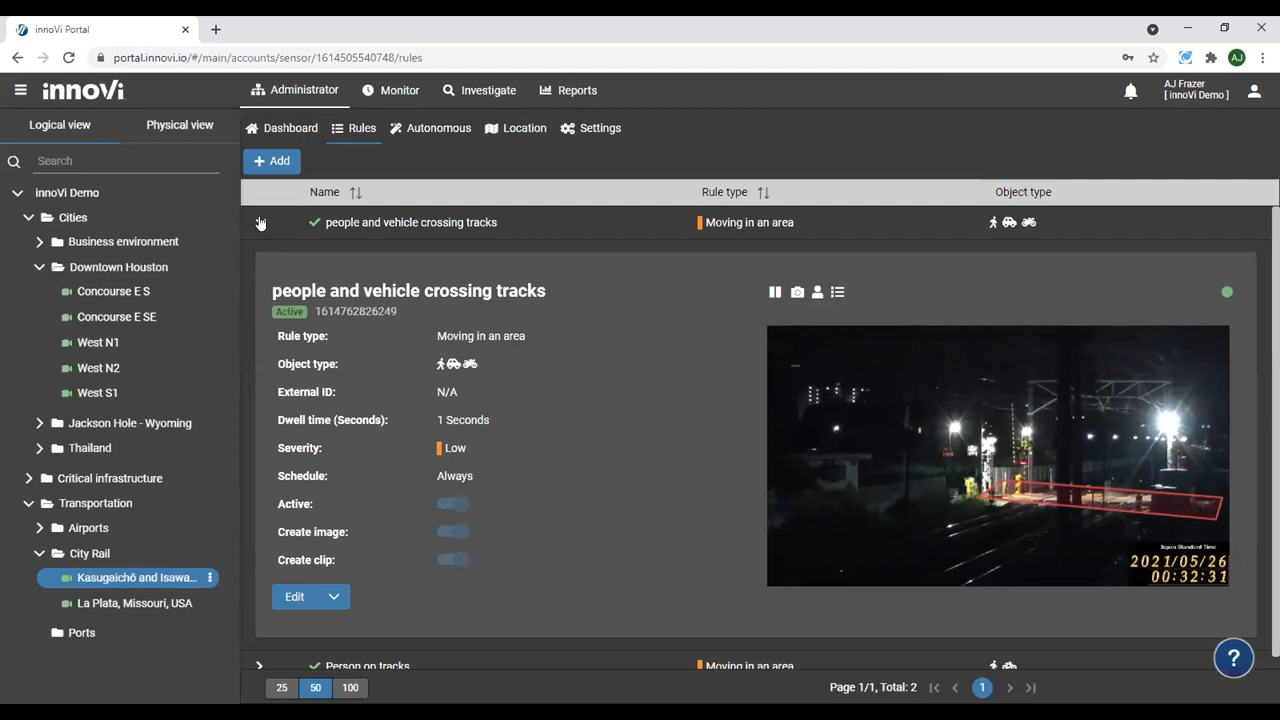 innoVi Portal
portal.innovi.io/#/main/accounts/sensor/1614505540748/rules
AJ
innoVi
Administrator
Monitor
Investigate
Reports
AJ Frazer
[ innoVi Demo ]
Logical view
Physical view
Dashboard
Rules
Autonomous
Location
Settings
Search
+ Add
Name
Rule type
Object type
innoVi Demo
Cities
Business environment
Downtown Houston
Concourse E S
Concourse E SE
West N1
West N2
West S1
Jackson Hole - Wyoming
Thailand
Critical infrastructure
Transportation
Airports
City Rail
Kasugaichō and Isawa...
La Plata, Missouri, USA
Ports
people and vehicle crossing tracks
Moving in an area
people and vehicle crossing tracks
Active 1614762826249
Rule type: Moving in an area
Object type:
External ID: N/A
Dwell time (Seconds): 1 Seconds
Severity: Low
Schedule: Always
Active:
Create image:
Create clip:
Edit
Japan Standard Time
2021/05/26
00:32:31
Person on tracks
Moving in an area
25 50 100
Page 1/1, Total: 2
1
?